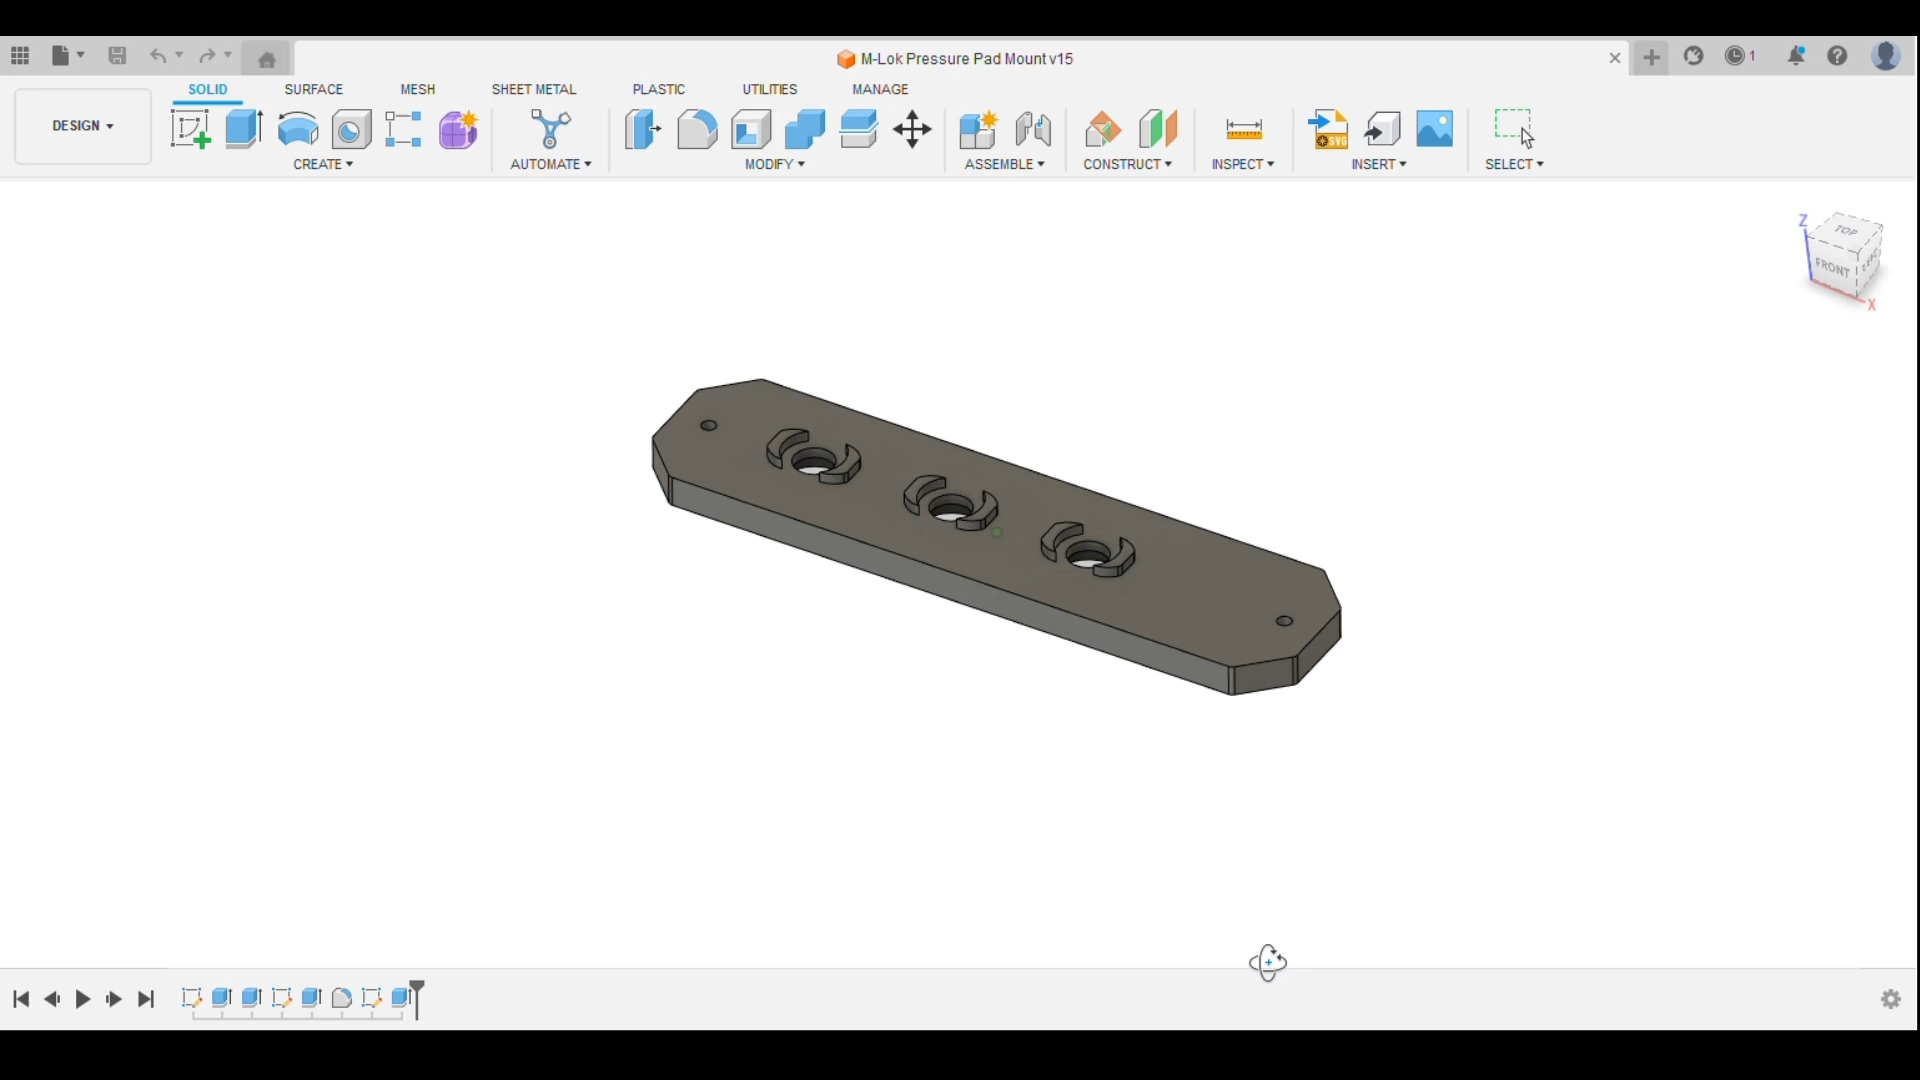 M-Lok Pressure Pad Mount v15
1
SOLID SURFACE MESH SHEET METAL PLASTIC UTILITIES MANAGE
DESIGN
SVG
CREATE AUTOMATE MODIFY ASSEMBLE CONSTRUCT INSPECT INSERT SELECT
Z
TOP
FRONT
X